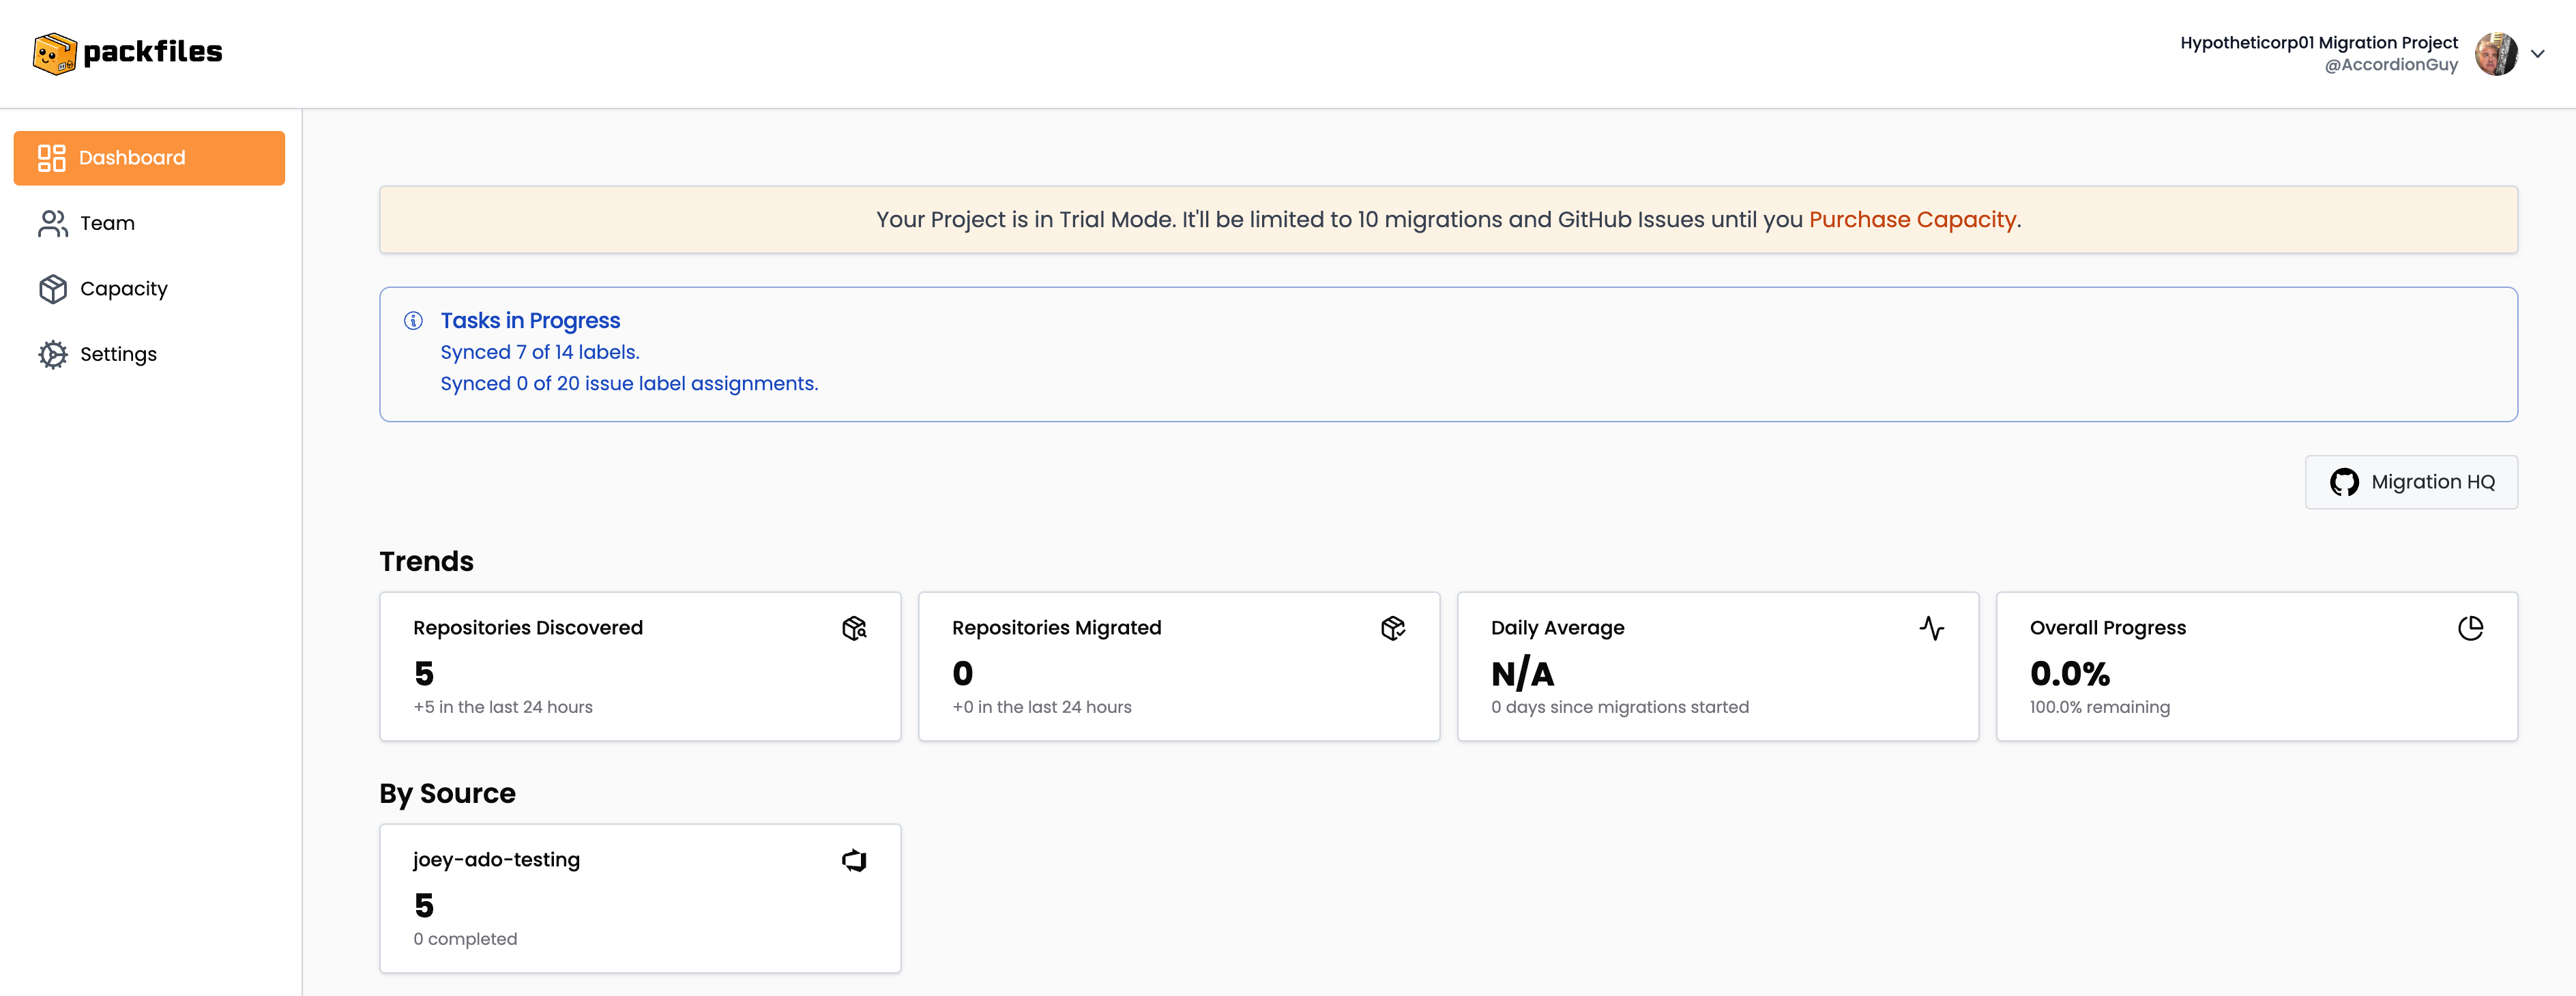 packfiles
Hypotheticorp01 Migration Project
@AccordionGuy
Dashboard
Team
Capacity
Settings
Your Project is in Trial Mode. It'll be limited to 10 migrations and GitHub Issues until you Purchase Capacity.
Tasks in Progress
Synced 7 of 14 labels.
Synced 0 of 20 issue label assignments.
Migration HQ
Trends
Repositories Discovered
5
+5 in the last 24 hours
Repositories Migrated
0
+0 in the last 24 hours
Daily Average
N/A
0 days since migrations started
Overall Progress
0.0%
100.0% remaining
By Source
joey-ado-testing
5
0 completed